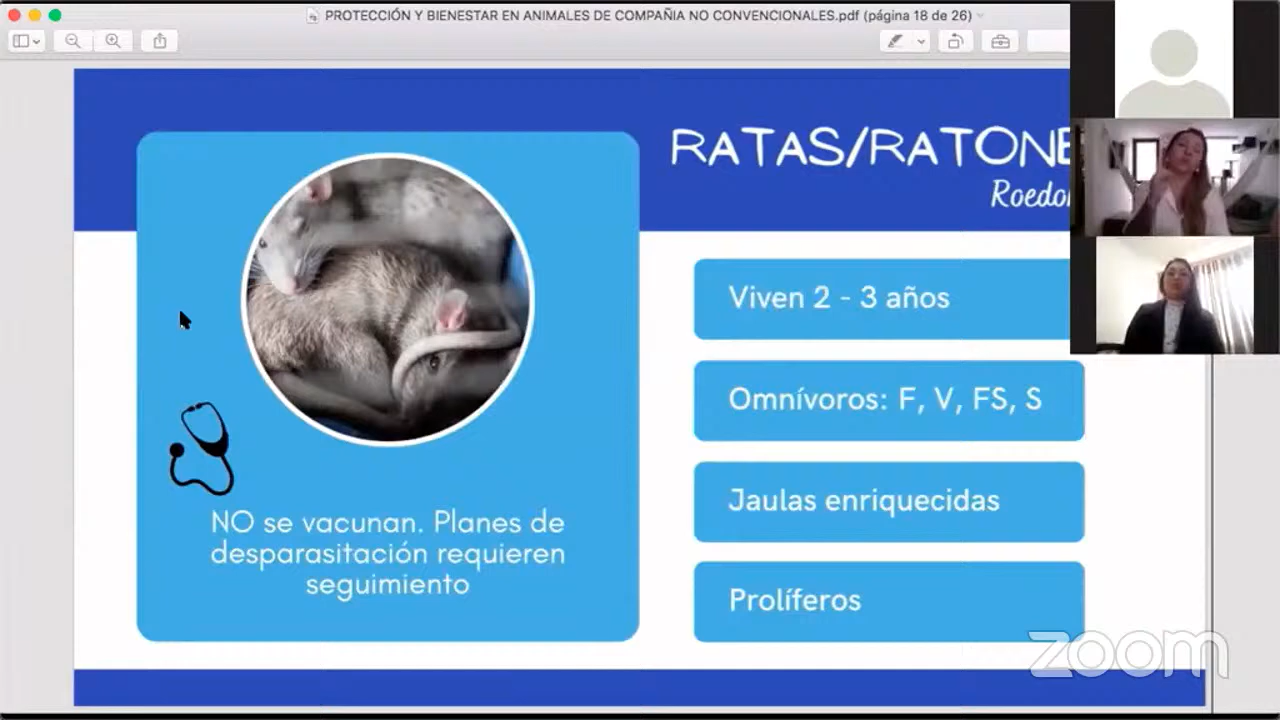 PROTECCIÓN Y BIENESTAR EN ANIMALES DE COMPAÑIA NO CONVENCIONALES.pdf (página 18 de 26)
RATAS/RATONE
Roedor
Viven 2 - 3 años
Omnívoros: F, V, FS, S
Jaulas enriquecidas
Prolíferos
NO se vacunan. Planes de
desparasitación requieren
seguimiento
zoom